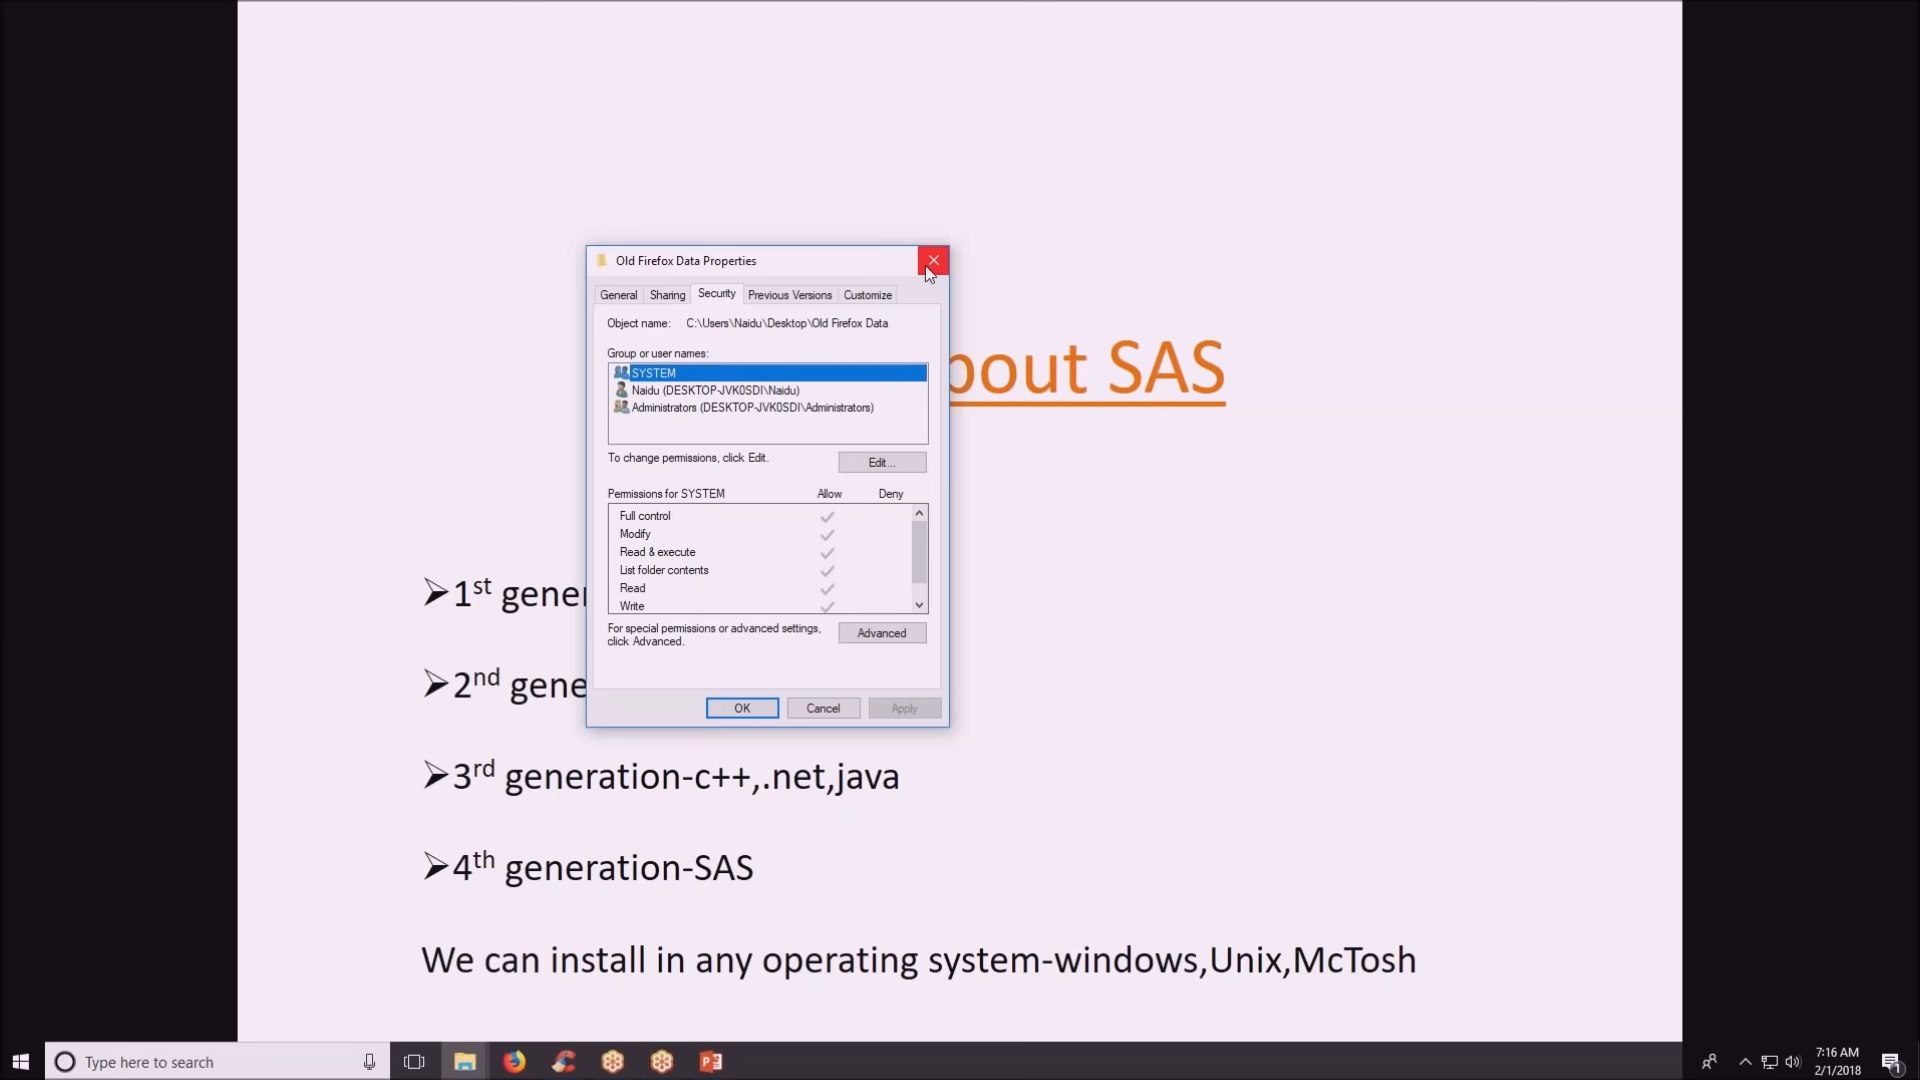 Old Firefox Data Properties
General Sharing Security Previous Versions Customize
Object name: C:\Users\Naidu\Desktop\Old Firefox Data
Group or user names:
SYSTEM
Naidu (DESKTOP-JVK0SDI\Naidu)
Administrators (DESKTOP-JVK0SDI\Administrators)
To change permissions, click Edit.
Edit...
Permissions for SYSTEM Allow Deny
Full control
Modify
Read & execute
List folder contents
Read
Write
For special permissions or advanced settings,
click Advanced.
Advanced
OK Cancel Apply
bout SAS
1st gener
2nd gene
3rd generation-c++,.net,java
4th generation-SAS
We can install in any operating system-windows,Unix,McTosh
Type here to search
7:16 AM
2/1/2018
1